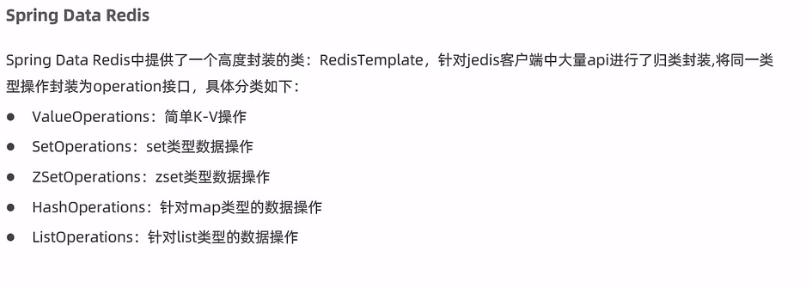 Spring Data Redis
Spring Data Redis中提供了一个高度封装的类：RedisTemplate，针对jedis客户端中大量api进行了归类封装,将同一类
型操作封装为operation接口，具体分类如下：
● ValueOperations：简单K-V操作
● SetOperations：set类型数据操作
● ZSetOperations：zset类型数据操作
● HashOperations：针对map类型的数据操作
● ListOperations：针对list类型的数据操作